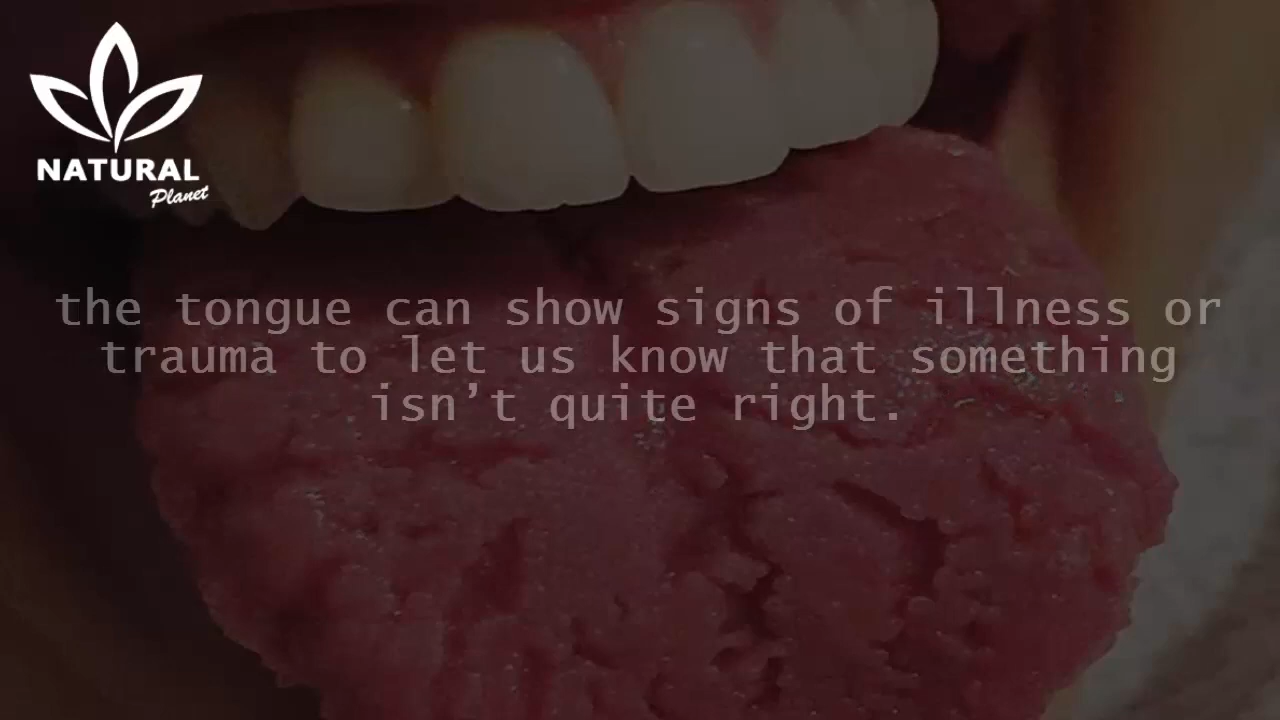 NATURAL
Planet
the tongue can show signs of illness or
trauma to let us know that something
isn’t quite right.